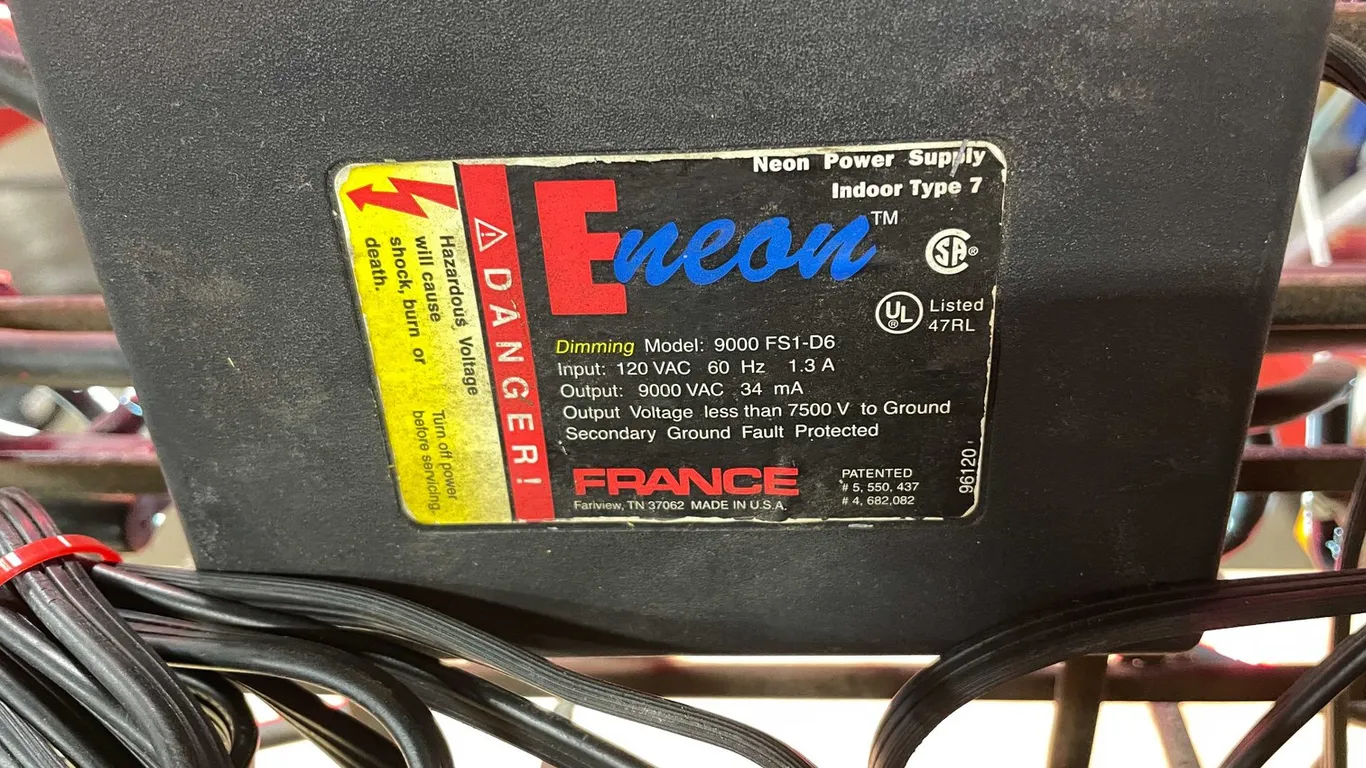 Hazardous Voltage
will cause
shock, burn or
death.
Turn off power
before servicing.
DANGER!
Neon Power Supply
Indoor Type 7
Eneon™
SA®
UL® Listed
47RL
Dimming Model: 9000 FS1-D6
Input: 120 VAC 60 Hz 1.3 A
Output: 9000 VAC 34 mA
Output Voltage less than 7500 V to Ground
Secondary Ground Fault Protected
FRANCE
Fariview, TN 37062 MADE IN U.S.A.
PATENTED
# 5, 550, 437
# 4, 682,082
96120